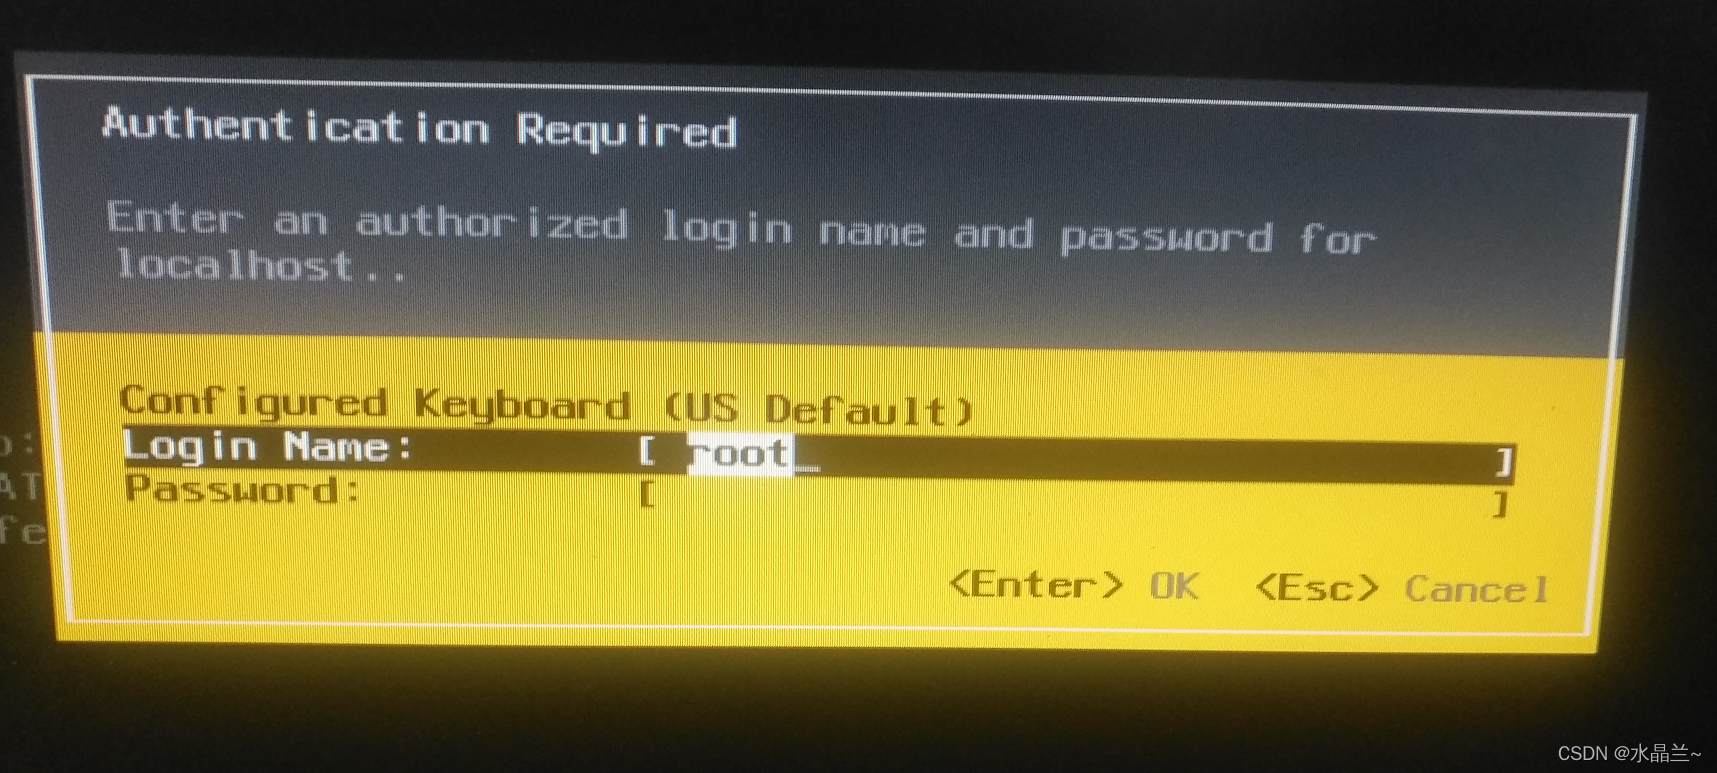 Authentication Required
Enter an authorized login name and password for
localhost..
Configured Keyboard (US Default)
Login Name: [ root_ ]
Password: [ ]
<Enter> OK <Esc> Cancel
CSDN @水晶兰~